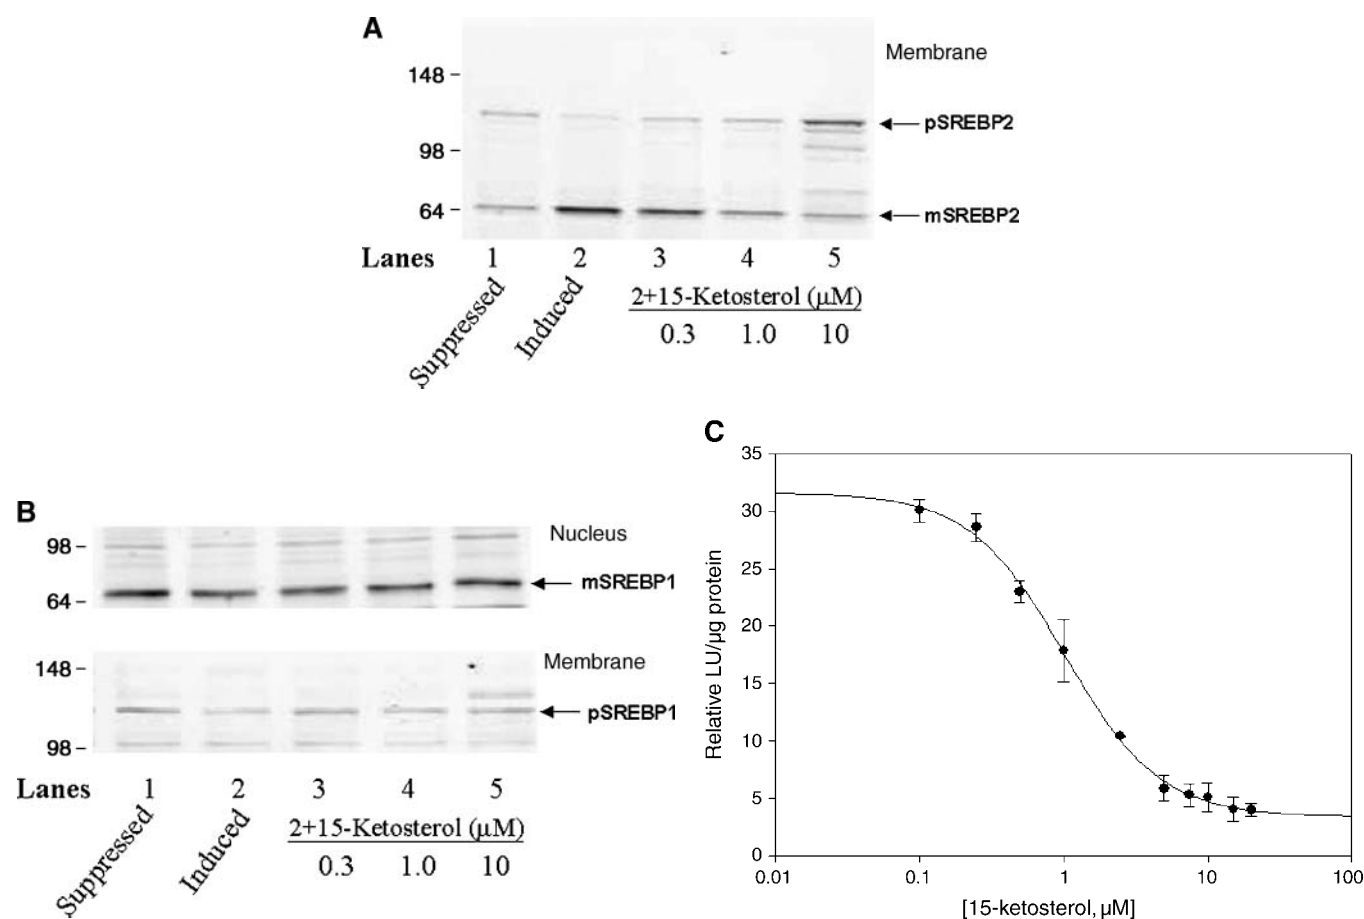 A
Membrane
148
pSREBP2
98
64
mSREBP2
Lanes 1 2 3 4 5
Suppressed
Induced
2+15-Ketosterol (μM)
0.3 1.0 10
B
Nucleus
98
mSREBP1
64
148
Membrane
pSREBP1
98
Lanes 1 2 3 4 5
Suppressed
Induced
2+15-Ketosterol (μM)
0.3 1.0 10
C
35
30
25
20
15
10
5
0
Relative LU/μg protein
0.01 0.1 1 10 100
[15-ketosterol, μM]